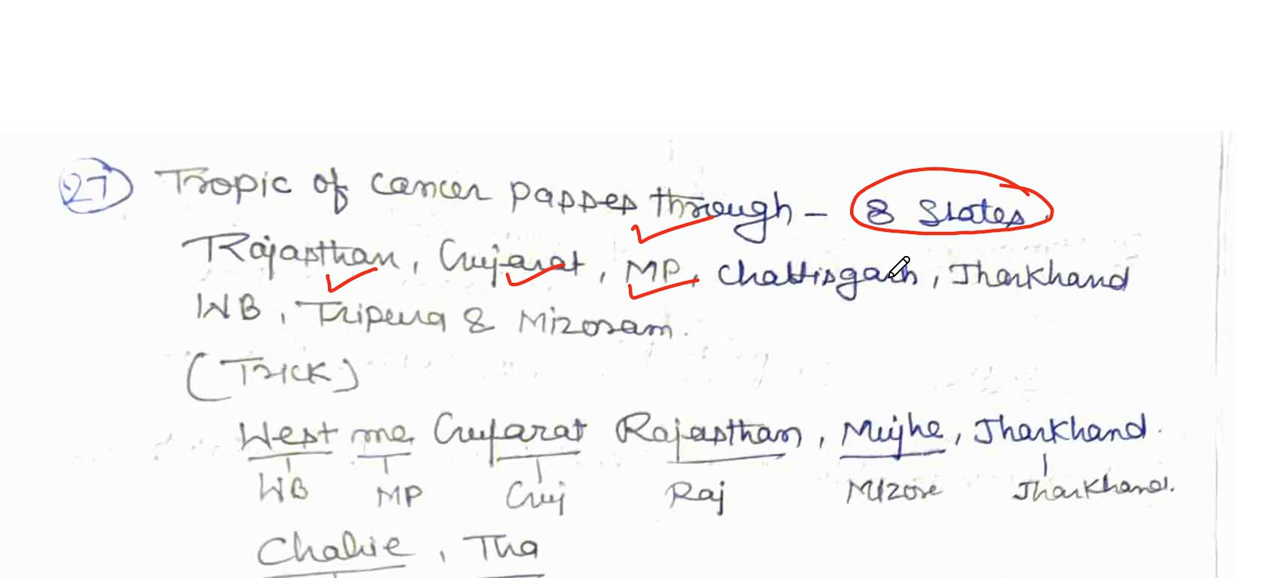 27 Tropic of cancer passes through - 8 States.
Rajasthan, Gujarat, MP, Chattisgarh, Jharkhand
WB, Tripura & Mizoram.
(Trick)
West me Gujarat Rajasthan, Mujhe, Jharkhand.
WB MP Guj Raj Mizore Jharkhand.
Chahie, Tha